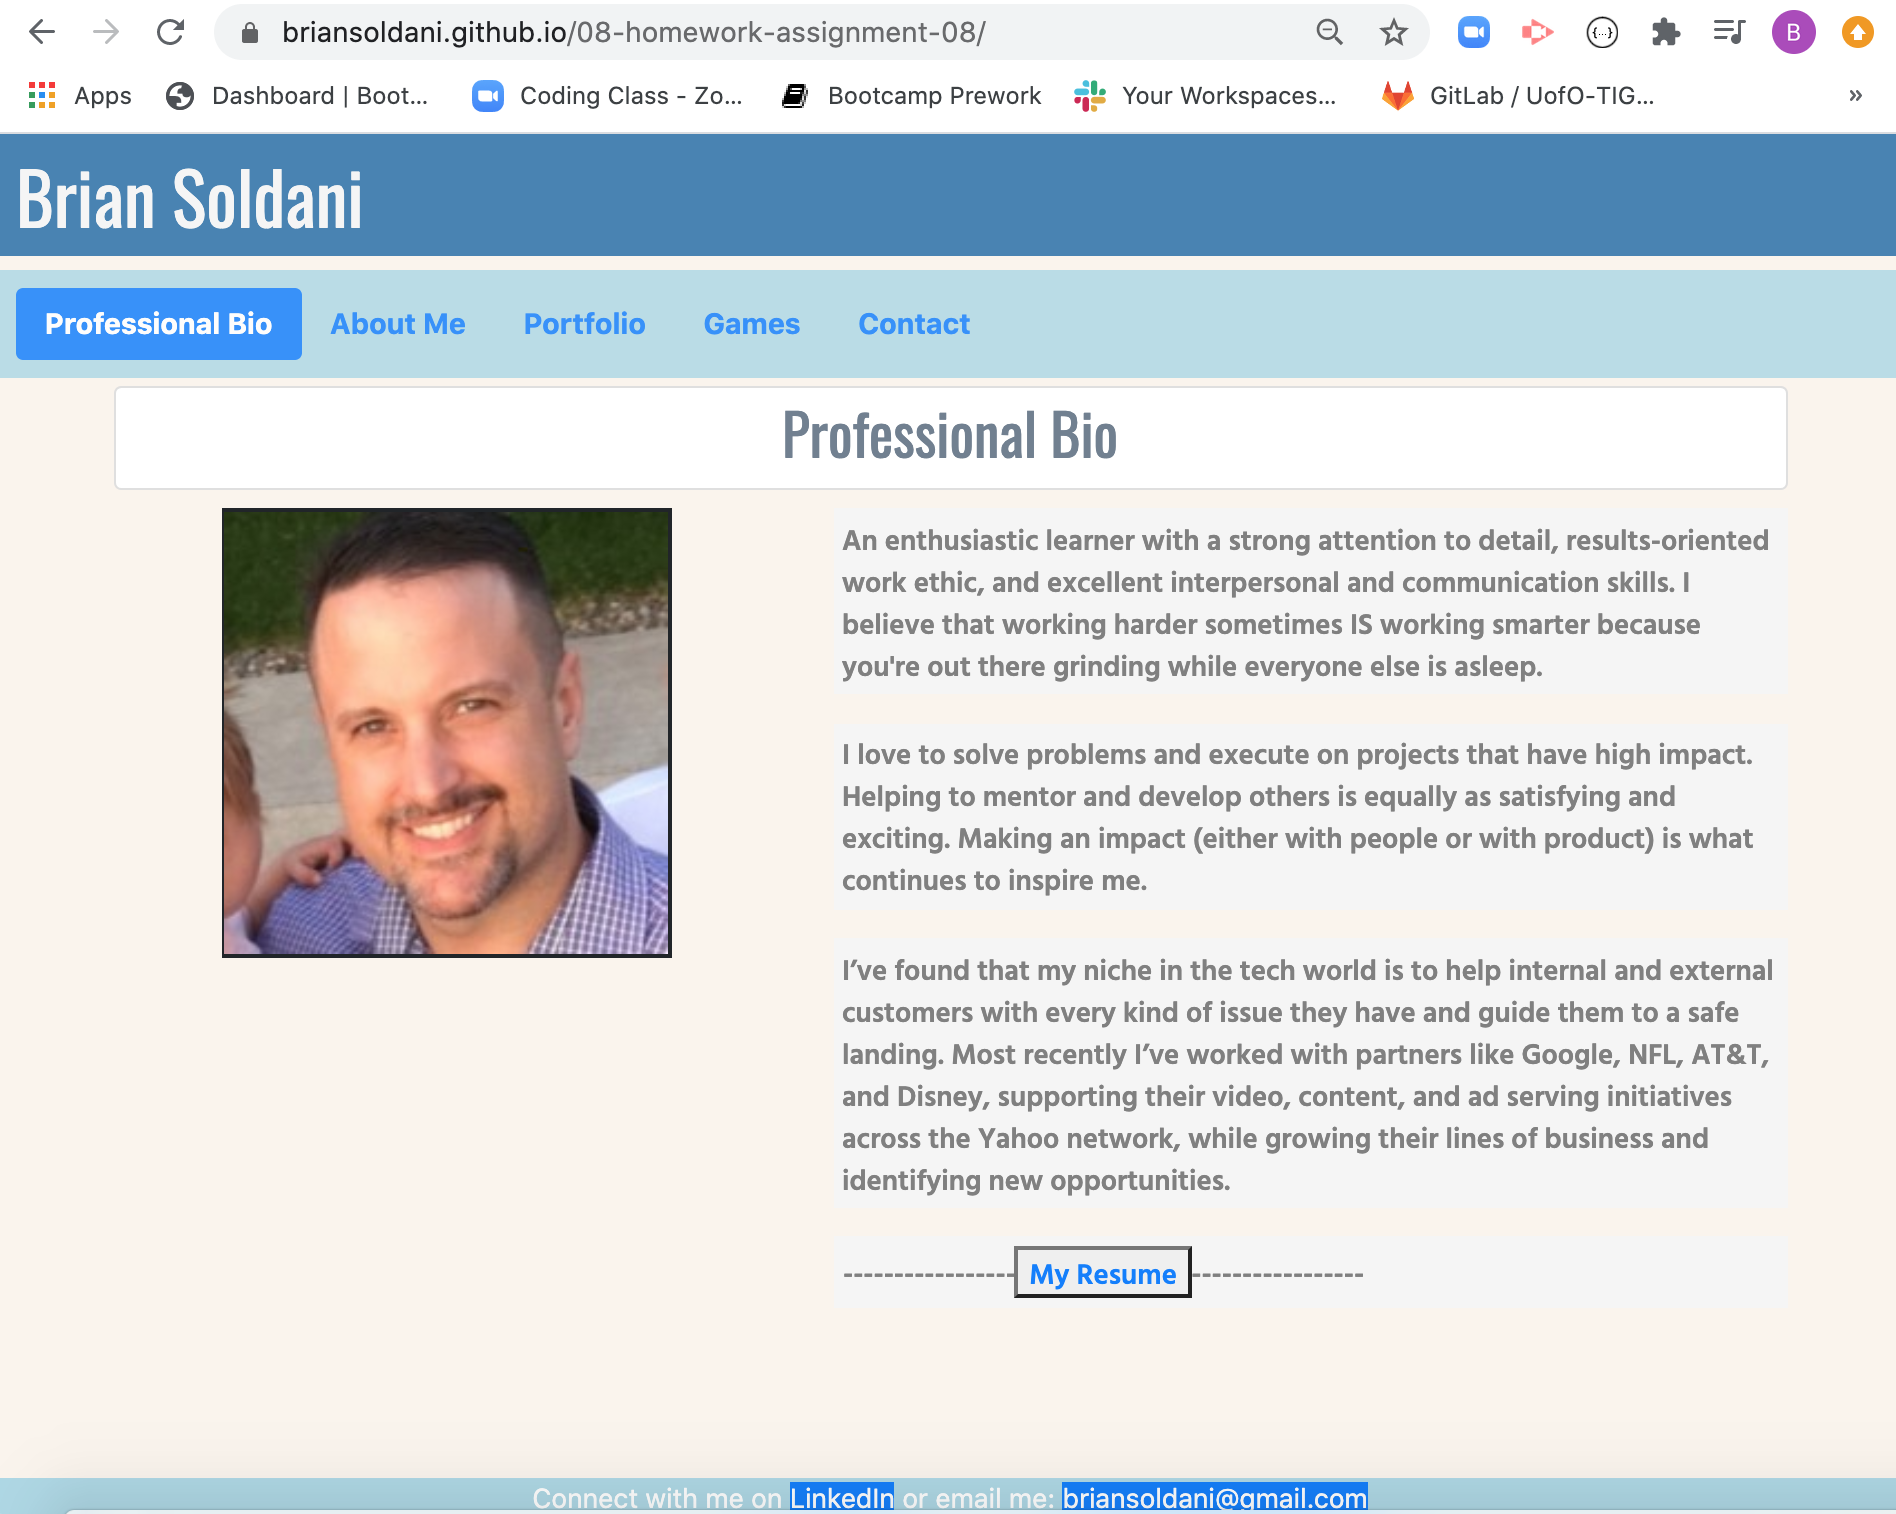 briansoldani.github.io/08-homework-assignment-08/
B
Apps
Dashboard | Boot...
Coding Class - Zo...
Bootcamp Prework
Your Workspaces...
GitLab / UofO-TIG...
»
Brian Soldani
Professional Bio
About Me
Portfolio
Games
Contact
Professional Bio
An enthusiastic learner with a strong attention to detail, results-oriented
work ethic, and excellent interpersonal and communication skills. I
believe that working harder sometimes IS working smarter because
you're out there grinding while everyone else is asleep.
I love to solve problems and execute on projects that have high impact.
Helping to mentor and develop others is equally as satisfying and
exciting. Making an impact (either with people or with product) is what
continues to inspire me.
I’ve found that my niche in the tech world is to help internal and external
customers with every kind of issue they have and guide them to a safe
landing. Most recently I’ve worked with partners like Google, NFL, AT&T,
and Disney, supporting their video, content, and ad serving initiatives
across the Yahoo network, while growing their lines of business and
identifying new opportunities.
-----------------My Resume-----------------
Connect with me on LinkedIn or email me: briansoldani@gmail.com